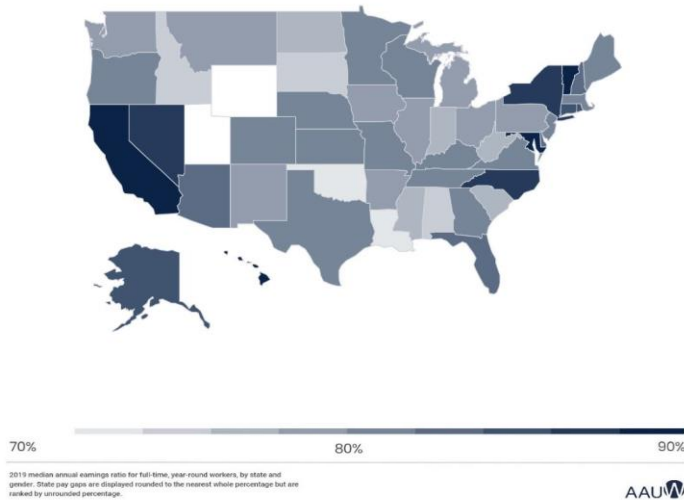 70%
80%
90%
2019 median annual earnings ratio for full-time, year-round workers, by state and
gender. State pay gaps are displayed rounded to the nearest whole percentage but are
ranked by unrounded percentage.
AAUW